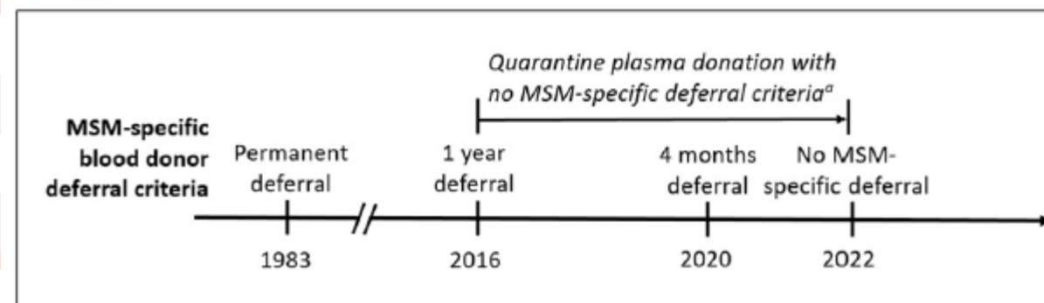 Quarantine plasma donation with
no MSM-specific deferral criteriaᵃ
MSM-specific
blood donor
deferral criteria
Permanent
deferral
1 year
deferral
4 months
deferral
No MSM-
specific deferral
1983
2016
2020
2022